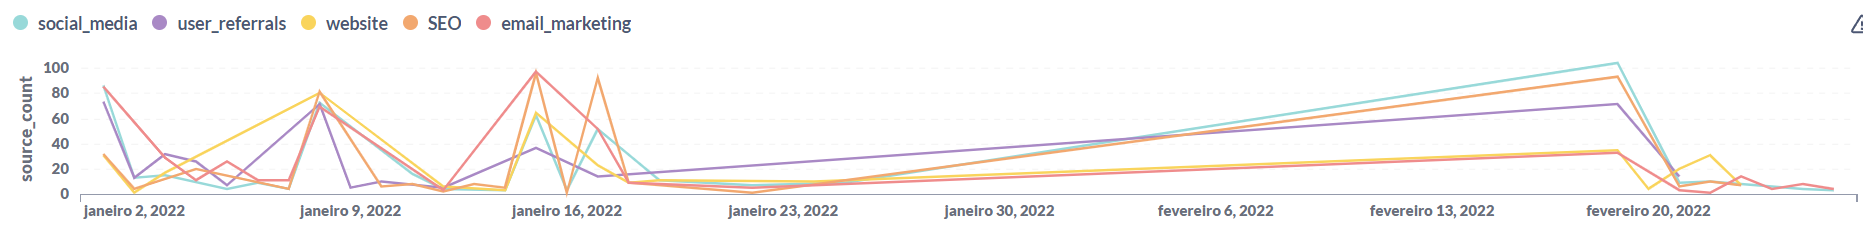 social_media user_referrals website SEO email_marketing
source_count
100
80
60
40
20
0
janeiro 2, 2022 janeiro 9, 2022 janeiro 16, 2022 janeiro 23, 2022 janeiro 30, 2022 fevereiro 6, 2022 fevereiro 13, 2022 fevereiro 20, 2022